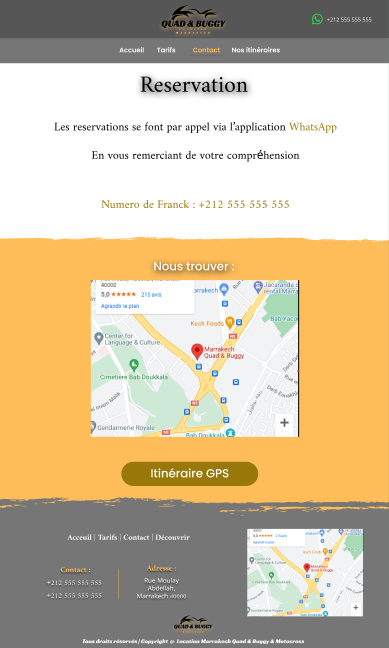 QUAD & BUGGY
MARRAKECH
+212 555 555 555
Accueil Tarifs Contact Nos itinéraires
Reservation
Les reservations se font par appel via l'application WhatsApp
En vous remerciant de votre compréhension
Numero de Franck : +212 555 555 555
Nous trouver :
40000
5,0 ★★★★★ 215 avis
Agrandir le plan
Jacaranda c
rental Marra
Kech Foods
Bab Yacou
Center for
Language & Culture
Marrakech
Quad & Buggy
Cimetière Bab Doukkala
Gendarmerie Royale
Bab Doukkala
+
Itinéraire GPS
Acceuil | Tarifs | Contact | Découvrir
Contact :
+212 555 555 555
+212 555 555 555
Adresse :
Rue Moulay
Abdellah,
Marrakech 40000
QUAD & BUGGY
Tous droits réservés / Copyright @ Location Marrakech Quad & Buggy & Motocross